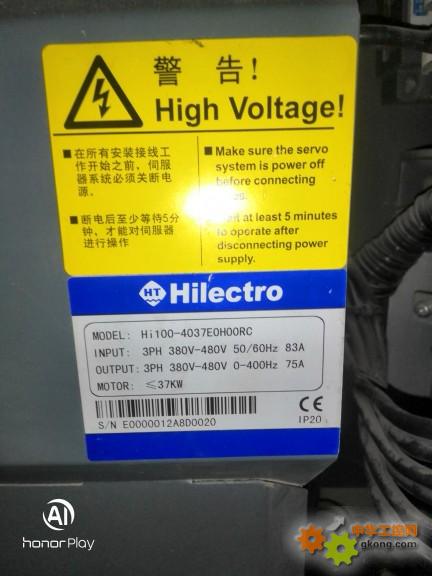 警告!
High Voltage!
■在所有安装接线工
作开始之前,伺服
器系统必须关断电
源。
■断电后至少等待5分
钟,才能对伺服器
进行操作
■Make sure the servo
system is power off
before connecting
at least 5 minutes
to operate after
disconnecting power
supply.
HT Hilectro
MODEL: Hi100-4037E0H00RC
INPUT: 3PH 380V-480V 50/60Hz 83A
OUTPUT: 3PH 380V-480V 0-400Hz 75A
MOTOR: ≤37KW
S/N E0000012A8D0020
CE
IP20
AI
honor Play
中华工控网
gkong.com